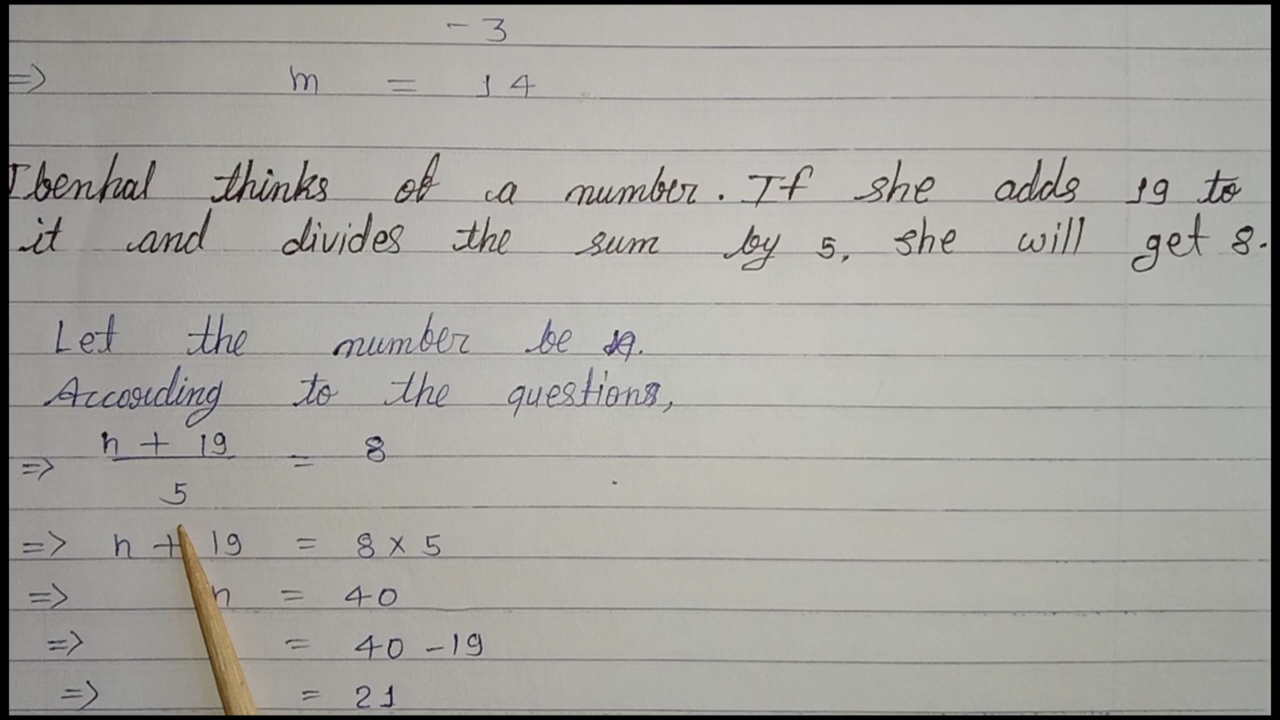 - 3
=> m = 14
Ibenhal thinks of a number. If she adds 19 to
it and divides the sum by 5, she will get 8.
Let the number be
According to the questions,
=> n + 19 = 8
5
=> n + 19 = 8 × 5
=> n = 40
=> = 40 - 19
=> = 21